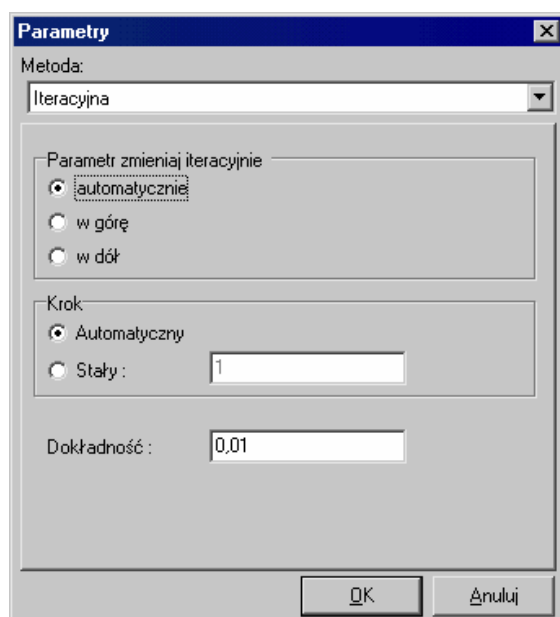 Parametry
Metoda:
Iteracyjna
Parametr zmieniaj iteracyjnie
automatycznie
w górę
w dół
Krok
Automatyczny
Stały :
1
Dokładność :
0,01
OK
Anuluj